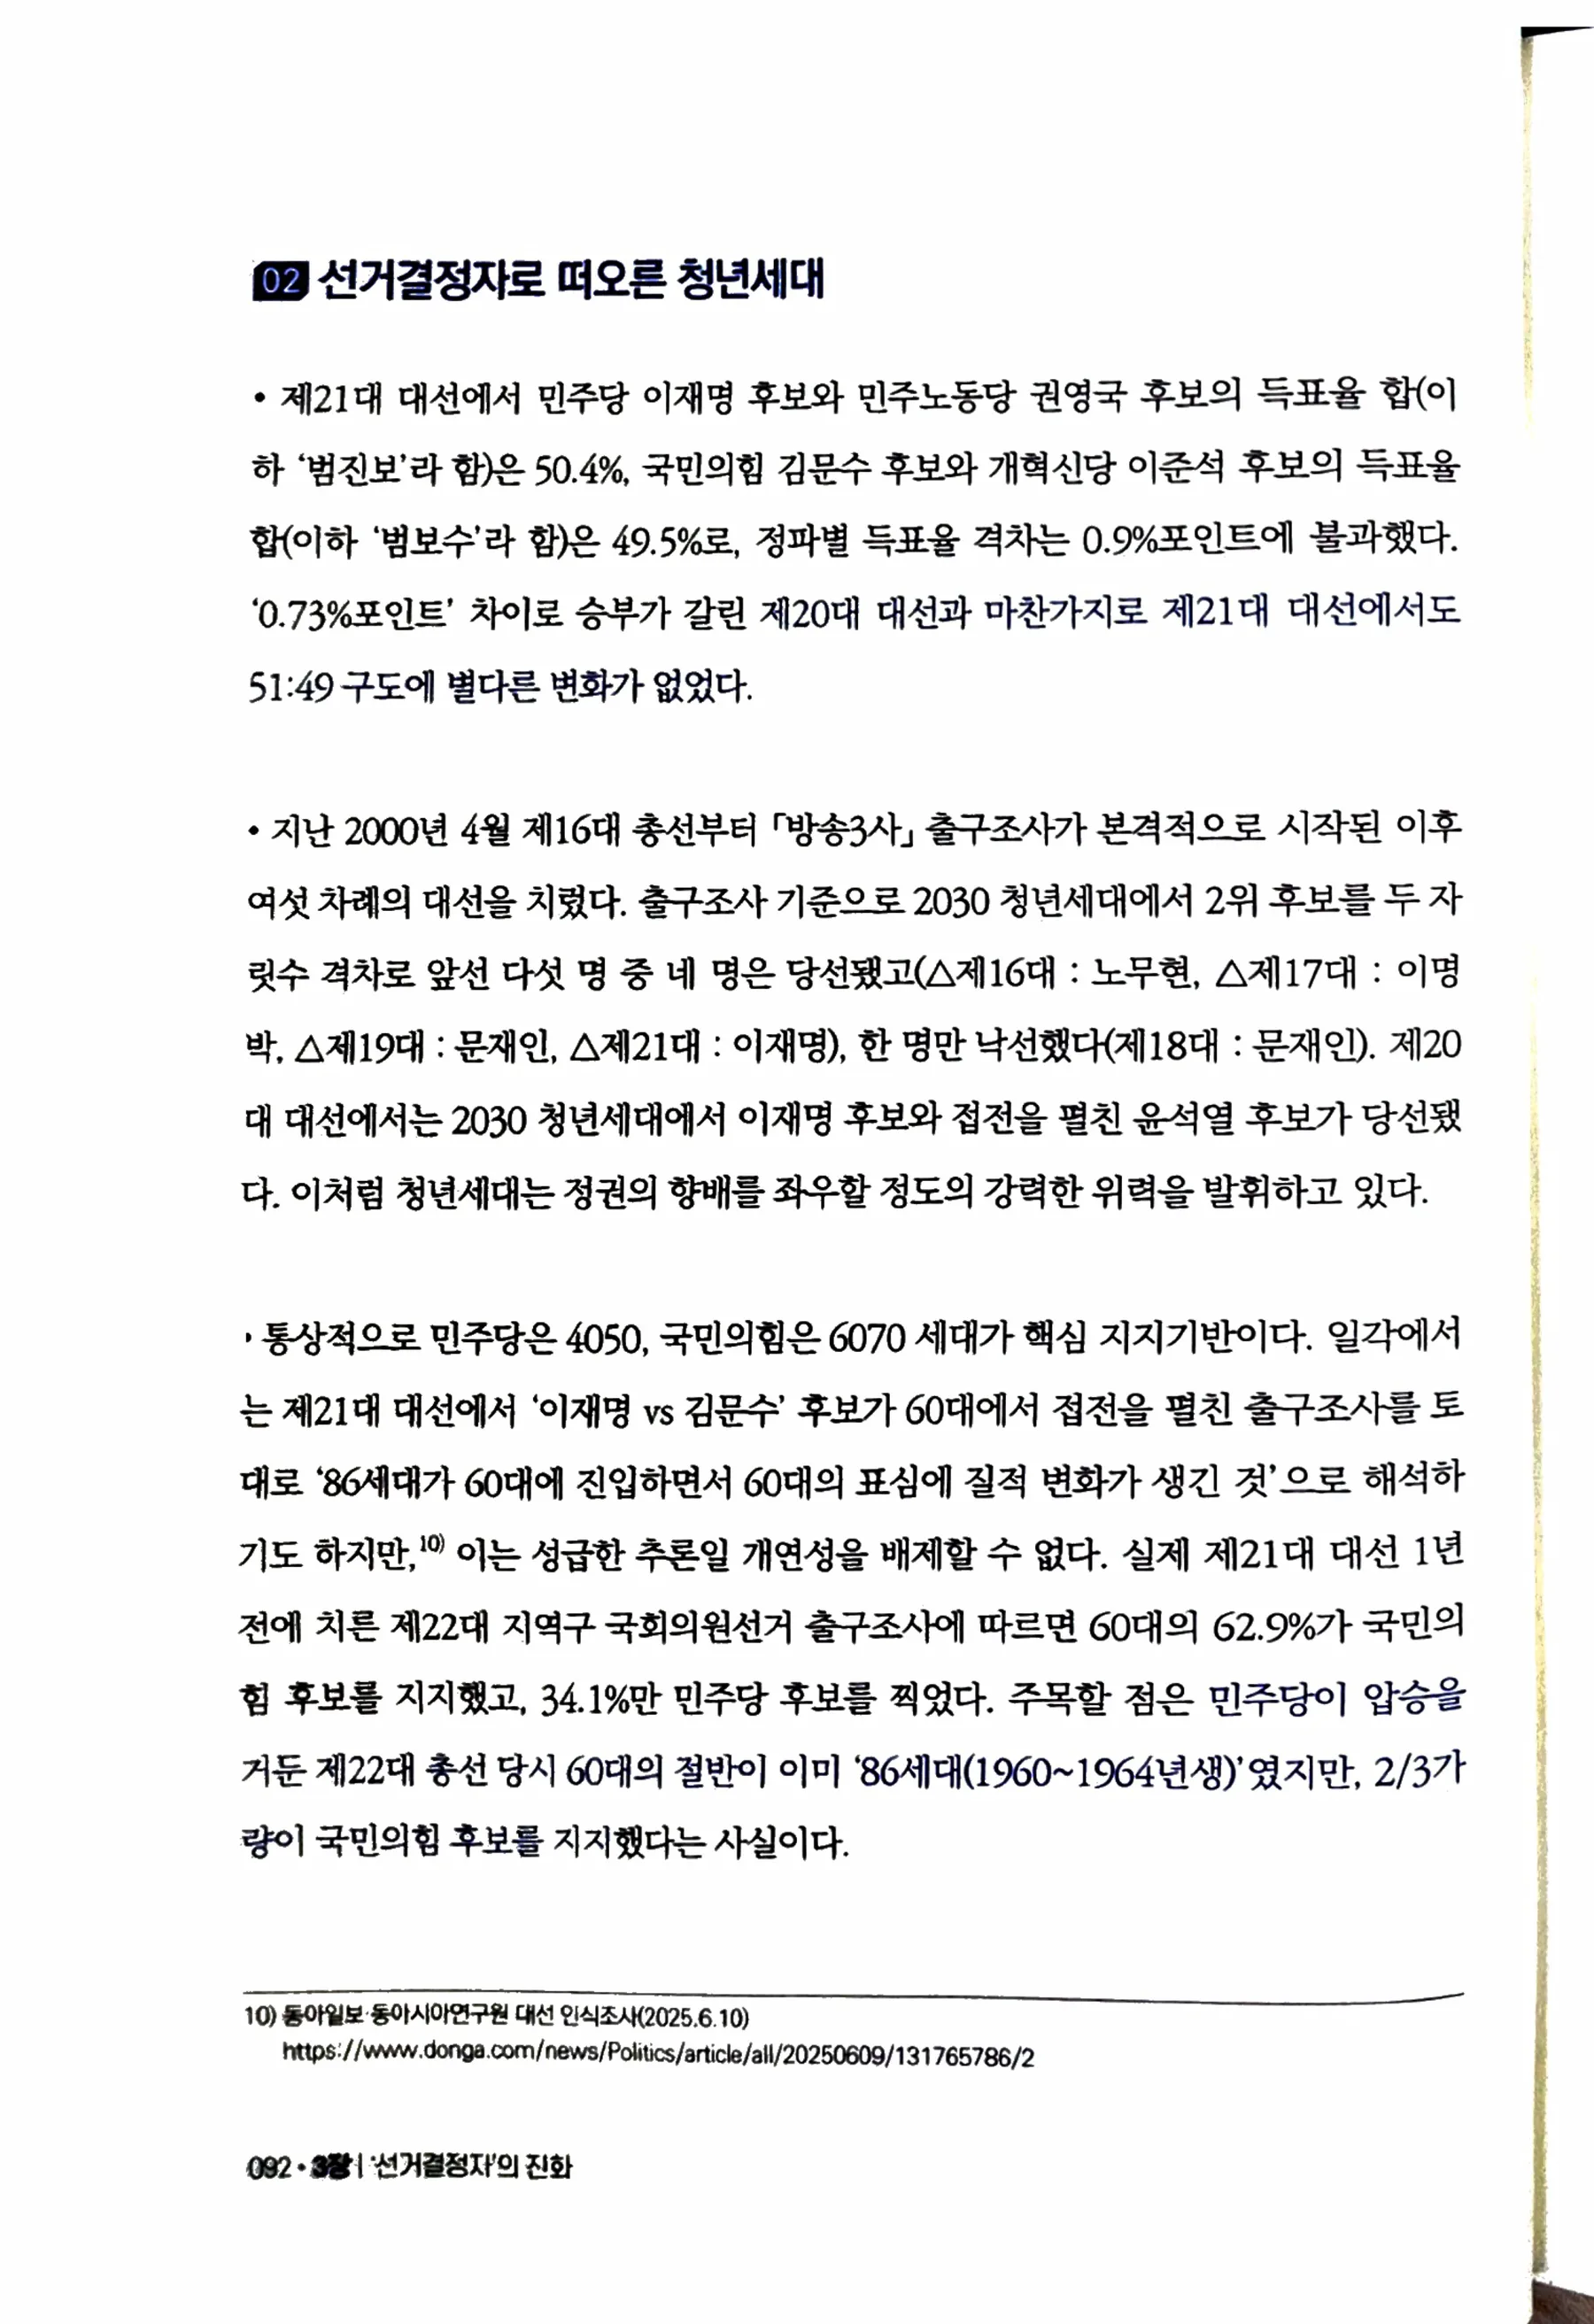 02 선거결정자로 떠오른 청년세대
• 제21대 대선에서 민주당 이재명 후보와 민주노동당 권영국 후보의 득표율 합(이
하 '범진보'라 함)은 50.4%, 국민의힘 김문수 후보와 개혁신당 이준석 후보의 득표율
합(이하 '범보수'라 함)은 49.5%로, 정파별 득표율 격차는 0.9%포인트에 불과했다.
'0.73%포인트' 차이로 승부가 갈린 제20대 대선과 마찬가지로 제21대 대선에서도
51:49 구도에 별다른 변화가 없었다.
• 지난 2000년 4월 제16대 총선부터 「방송3사」 출구조사가 본격적으로 시작된 이후
여섯 차례의 대선을 치렀다. 출구조사 기준으로 2030 청년세대에서 2위 후보를 두 자
릿수 격차로 앞선 다섯 명 중 네 명은 당선됐고(△제16대 : 노무현, △제17대 : 이명
박, △제19대 : 문재인, △제21대 : 이재명), 한 명만 낙선했다(제18대 : 문재인). 제20
대 대선에서는 2030 청년세대에서 이재명 후보와 접전을 펼친 윤석열 후보가 당선됐
다. 이처럼 청년세대는 정권의 향배를 좌우할 정도의 강력한 위력을 발휘하고 있다.
• 통상적으로 민주당은 4050, 국민의힘은 6070 세대가 핵심 지지기반이다. 일각에서
는 제21대 대선에서 '이재명 vs 김문수' 후보가 60대에서 접전을 펼친 출구조사를 토
대로 '86세대가 60대에 진입하면서 60대의 표심에 질적 변화가 생긴 것'으로 해석하
기도 하지만,10) 이는 성급한 추론일 개연성을 배제할 수 없다. 실제 제21대 대선 1년
전에 치른 제22대 지역구 국회의원선거 출구조사에 따르면 60대의 62.9%가 국민의
힘 후보를 지지했고, 34.1%만 민주당 후보를 찍었다. 주목할 점은 민주당이 압승을
거둔 제22대 총선 당시 60대의 절반이 이미 '86세대(1960~1964년생)'였지만, 2/3가
량이 국민의힘 후보를 지지했다는 사실이다.
10) 동아일보·동아시아연구원 대선 인식조사(2025.6.10)
https://www.donga.com/news/Politics/article/all/20250609/131765786/2
092 • 3장 | '선거결정자'의 진화